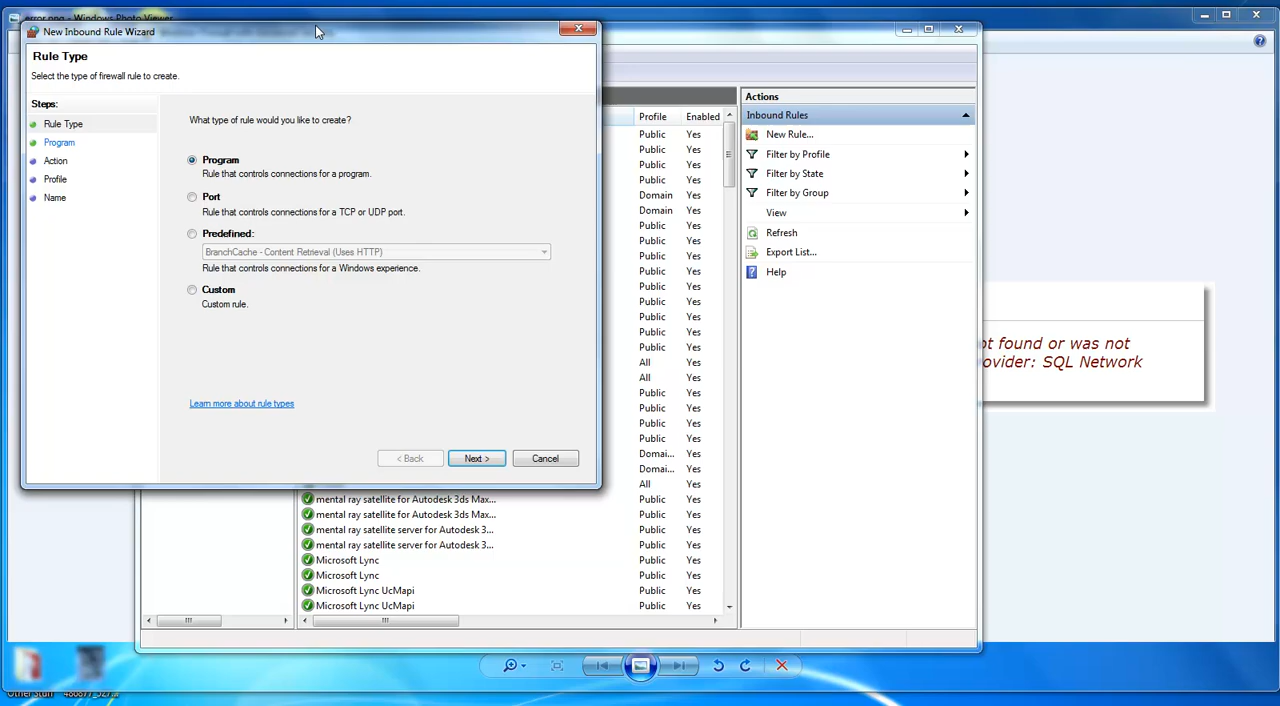 error.png - Windows Photo Viewer
New Inbound Rule Wizard
Rule Type
Select the type of firewall rule to create.
Steps:
Rule Type
Program
Action
Profile
Name
What type of rule would you like to create?
Program
Rule that controls connections for a program.
Port
Rule that controls connections for a TCP or UDP port.
Predefined:
BranchCache - Content Retrieval (Uses HTTP)
Rule that controls connections for a Windows experience.
Custom
Custom rule.
Learn more about rule types
< Back
Next >
Cancel
Profile Enabled
Public Yes
Public Yes
Public Yes
Public Yes
Domain Yes
Domain Yes
Public Yes
Public Yes
Public Yes
Public Yes
Public Yes
Public Yes
Public Yes
Public Yes
Public Yes
All Yes
All Yes
Public Yes
Public Yes
Public Yes
Public Yes
Domai... Yes
Domai... Yes
All Yes
mental ray satellite for Autodesk 3ds Max... Public Yes
mental ray satellite for Autodesk 3ds Max... Public Yes
mental ray satellite server for Autodesk 3... Public Yes
mental ray satellite server for Autodesk 3... Public Yes
Microsoft Lync Public Yes
Microsoft Lync Public Yes
Microsoft Lync UcMapi Public Yes
Microsoft Lync UcMapi Public Yes
Actions
Inbound Rules
New Rule...
Filter by Profile
Filter by State
Filter by Group
View
Refresh
Export List...
Help
ot found or was not
ovider: SQL Network
Other Stuff